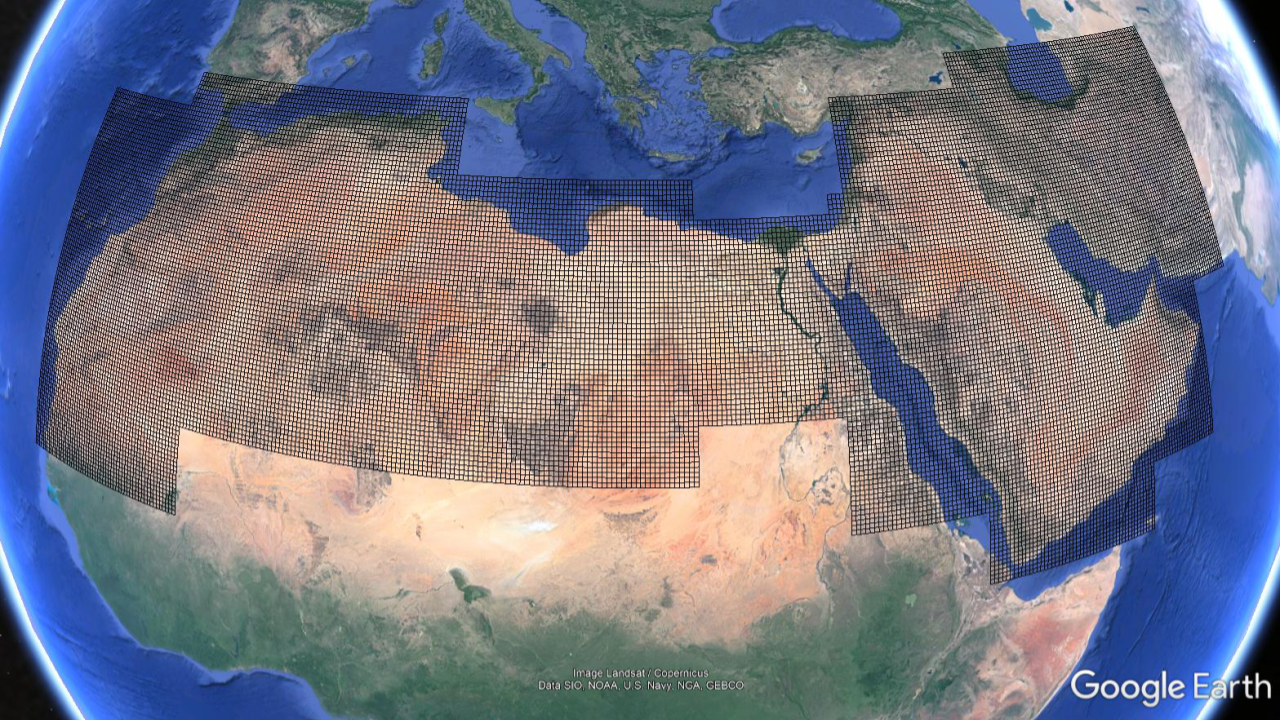 Image Landsat / Copernicus
Data SIO, NOAA, U.S. Navy, NGA, GEBCO
Google Earth